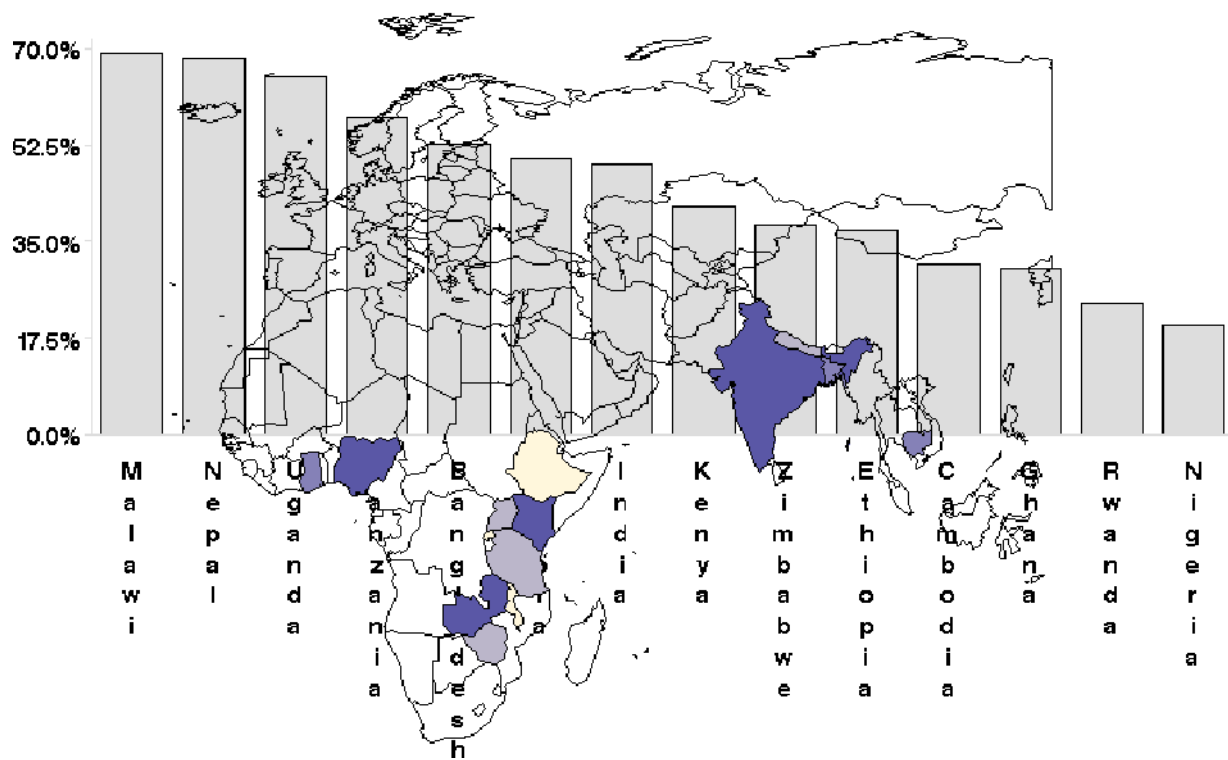 70.0%
52.5%
35.0%
17.5%
0.0%
Malawi
Nepal
Uganda
Tanzania
Bangladesh
India
Kenya
Zimbabwe
Ethiopia
Cambodia
Ghana
Rwanda
Nigeria